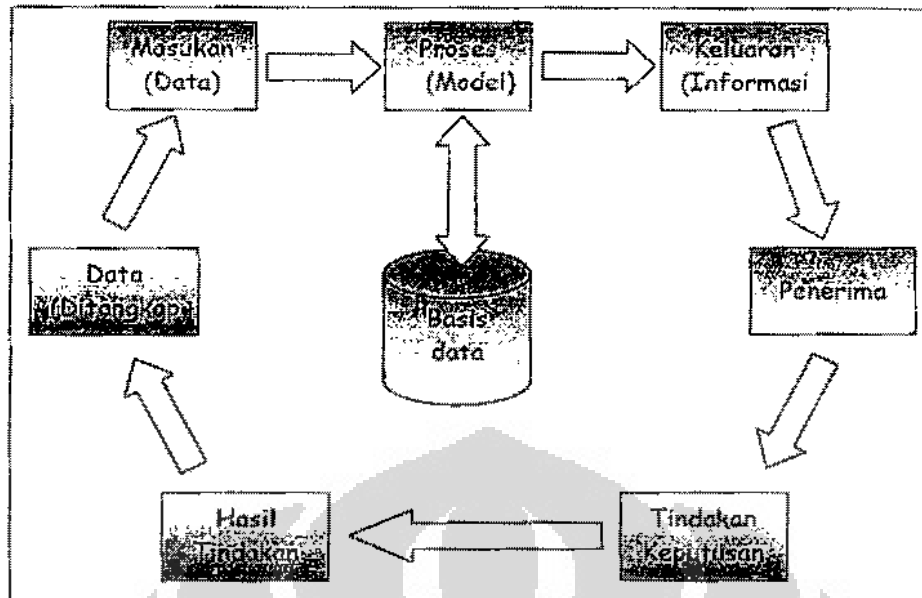 Masukan
(Data)
Proses
(Model)
Keluaran
(Informasi
Data
(Ditangkap)
Basis
data
Penerima
Hasil
Tindakan
Tindakan
Keputusan